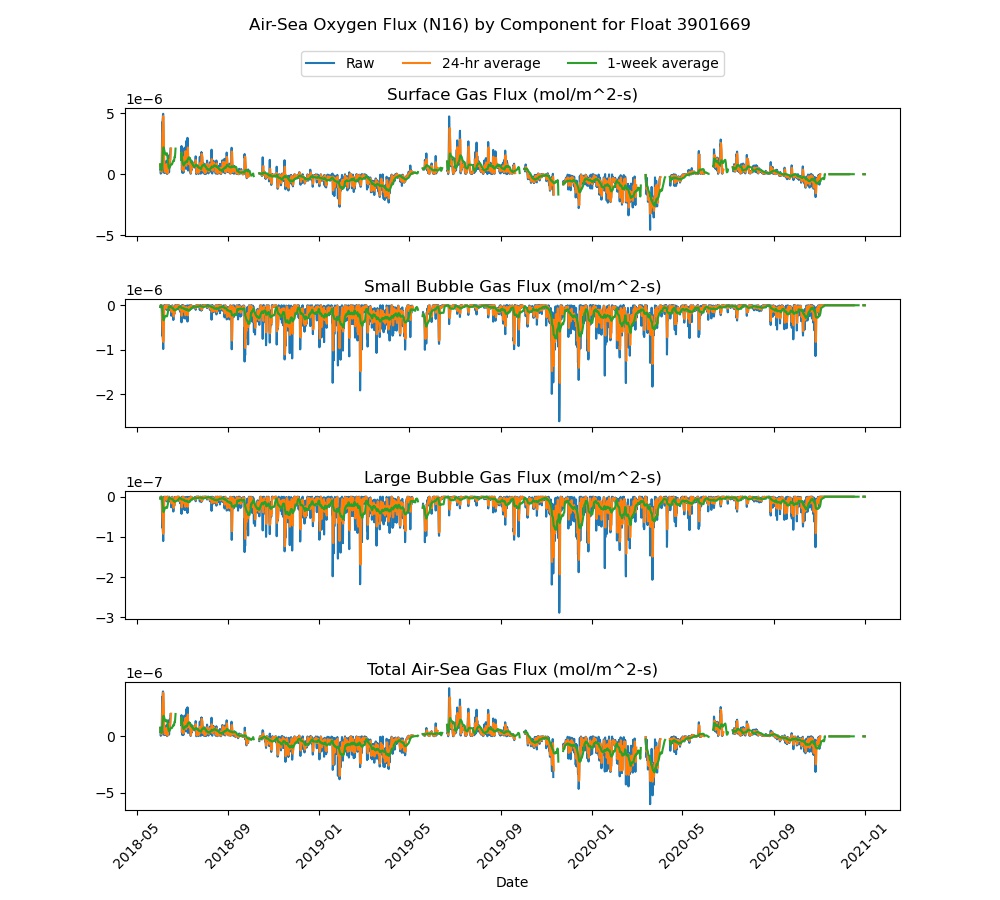 Air-Sea Oxygen Flux (N16) by Component for Float 3901669
Raw 24-hr average 1-week average
1e−6
Surface Gas Flux (mol/m^2-s)
5
0
−5
1e−6
Small Bubble Gas Flux (mol/m^2-s)
0
−1
−2
1e−7
Large Bubble Gas Flux (mol/m^2-s)
0
−1
−2
−3
1e−6
Total Air-Sea Gas Flux (mol/m^2-s)
0
−5
2018-05 2018-09 2019-01 2019-05 2019-09 2020-01 2020-05 2020-09 2021-01
Date